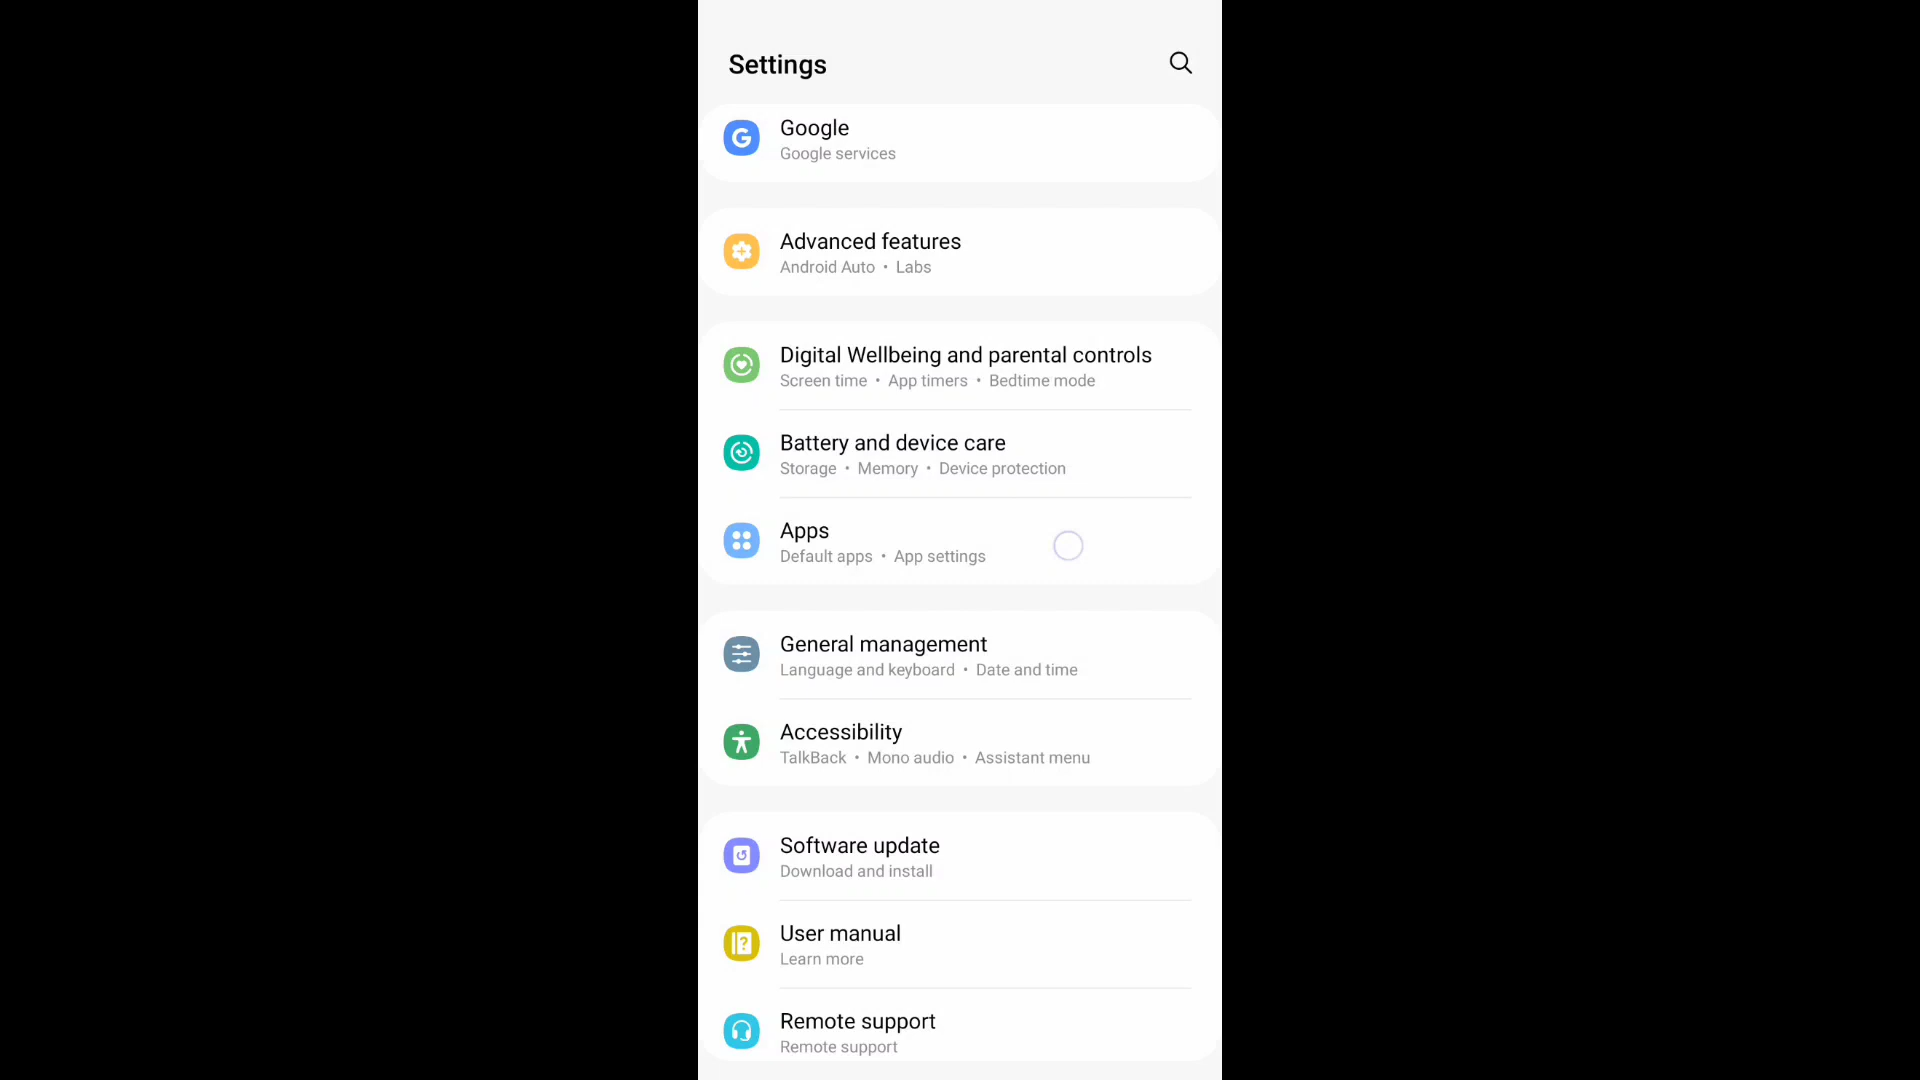 Settings
Google
Google services
Advanced features
Android Auto • Labs
Digital Wellbeing and parental controls
Screen time • App timers • Bedtime mode
Battery and device care
Storage • Memory • Device protection
Apps
Default apps • App settings
General management
Language and keyboard • Date and time
Accessibility
TalkBack • Mono audio • Assistant menu
Software update
Download and install
User manual
Learn more
Remote support
Remote support